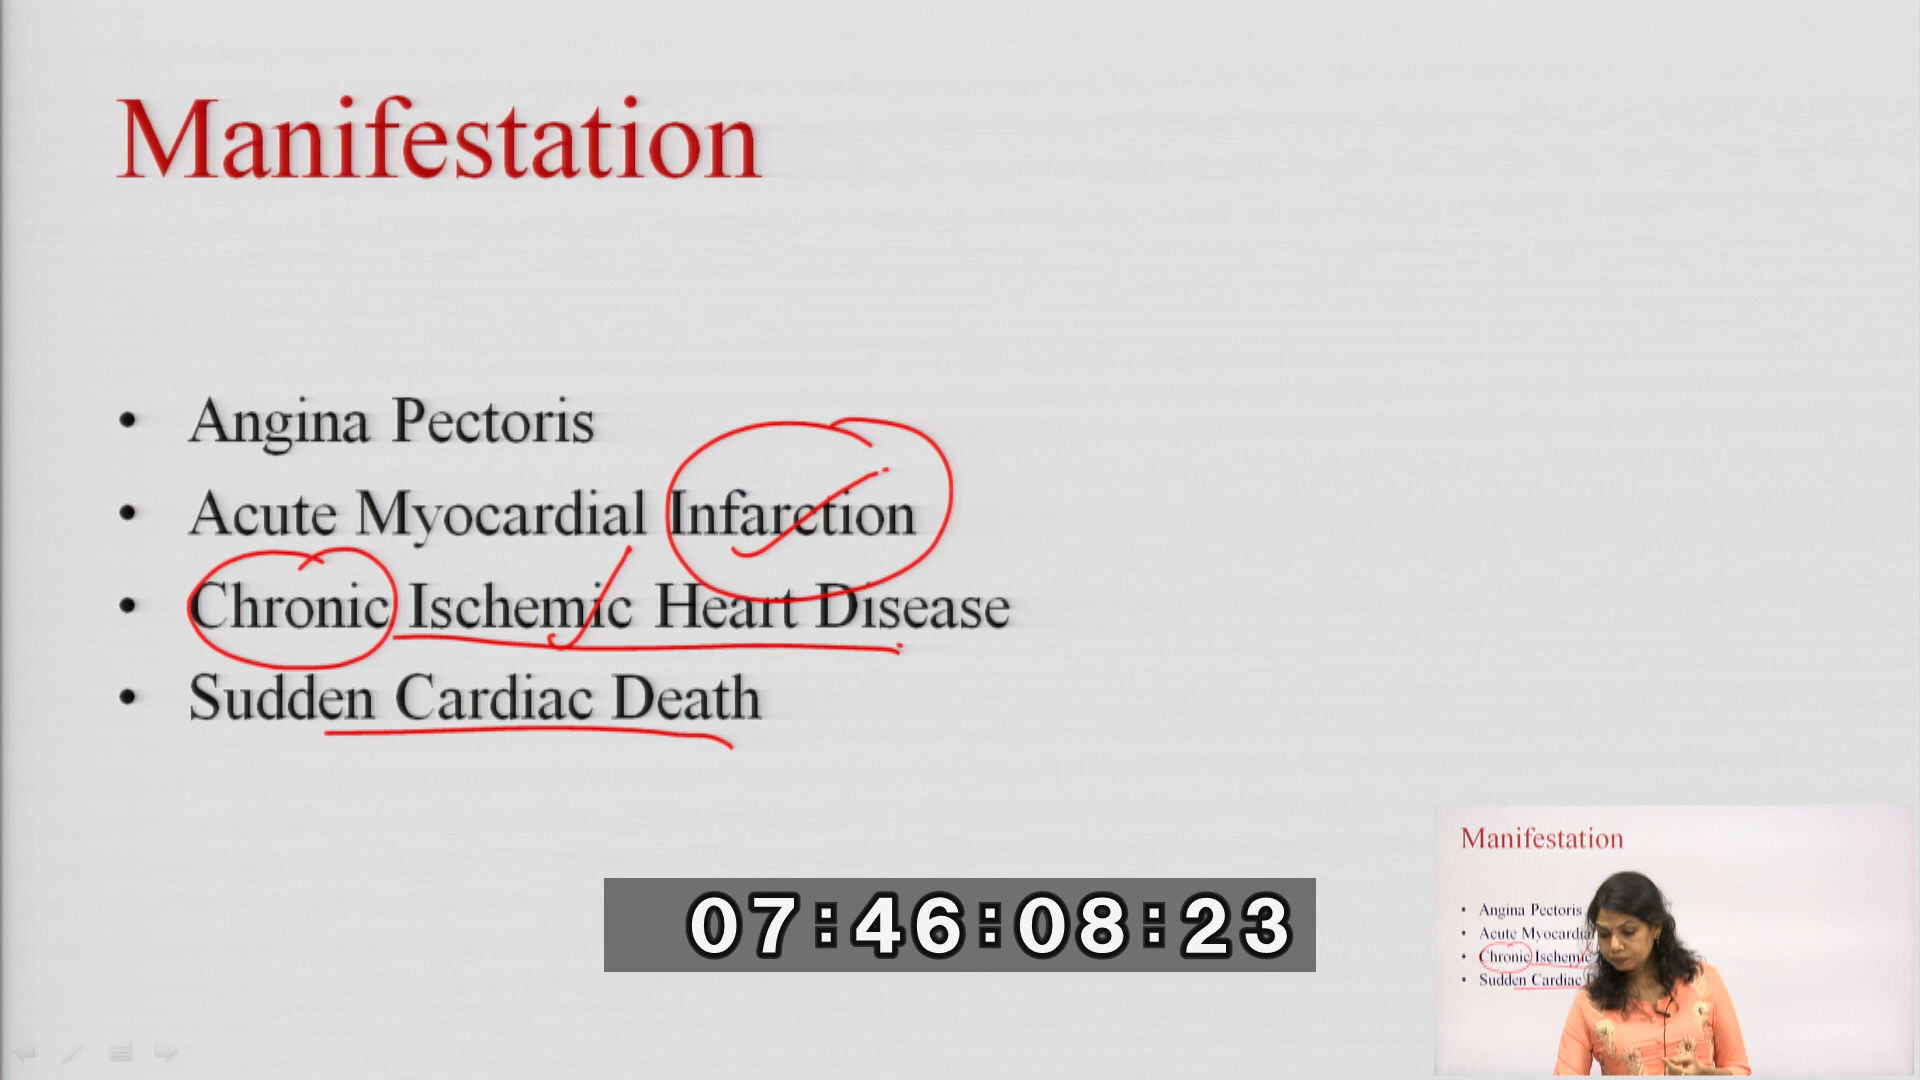 Manifestation
• Angina Pectoris
• Acute Myocardial Infarction
• Chronic Ischemic Heart Disease
• Sudden Cardiac Death
07:46:08:23
Manifestation
• Angina Pectoris
• Acute Myocardial
• Chronic Ischemic
• Sudden Cardiac